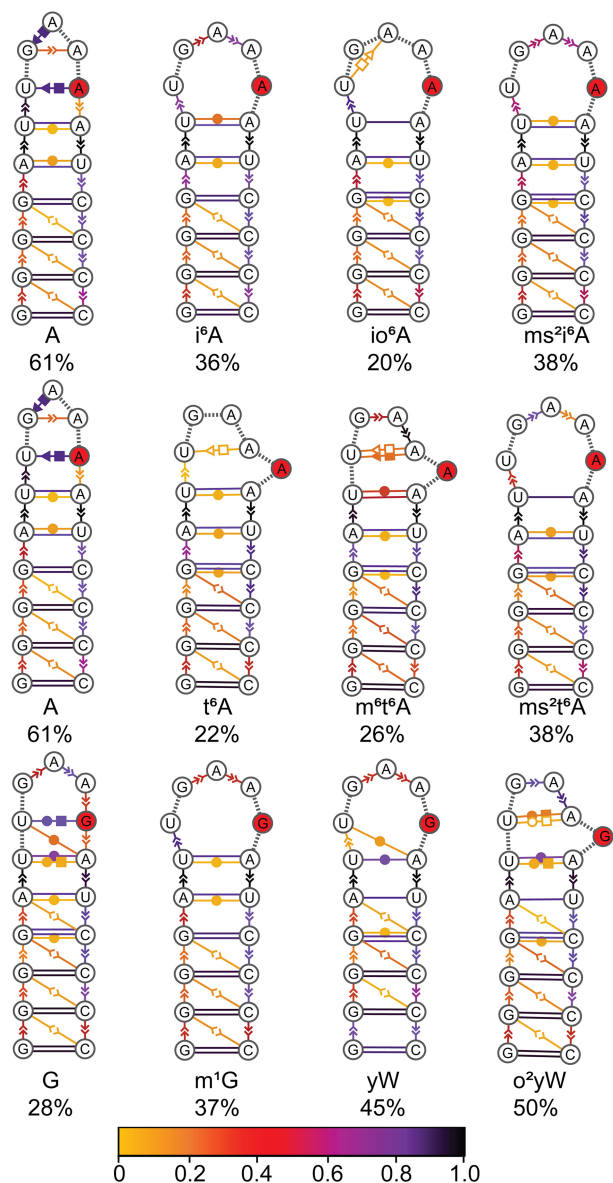 A
G A G A A G A A G A A
U A U A U A U A
U A U A U A U A
A U A U A U A U
G C G C G C G C
G C G C G C G C
G C G C G C G C
G C G C G C G C
A i⁶A io⁶A ms²i⁶A
61% 36% 20% 38%
A
G A G A G A G A A
U A U A U A U A
A A
U A U A U A U A
A U A U A U A U
G C G C G C G C
G C G C G C G C
G C G C G C G C
G C G C G C G C
A t⁶A m⁶t⁶A ms²t⁶A
61% 22% 26% 38%
G A A G A A G A A G A
U G U G U G U A
G
U A U A U A U A
A U A U A U A U
G C G C G C G C
G C G C G C G C
G C G C G C G C
G C G C G C G C
G m¹G yW o²yW
28% 37% 45% 50%
0 0.2 0.4 0.6 0.8 1.0